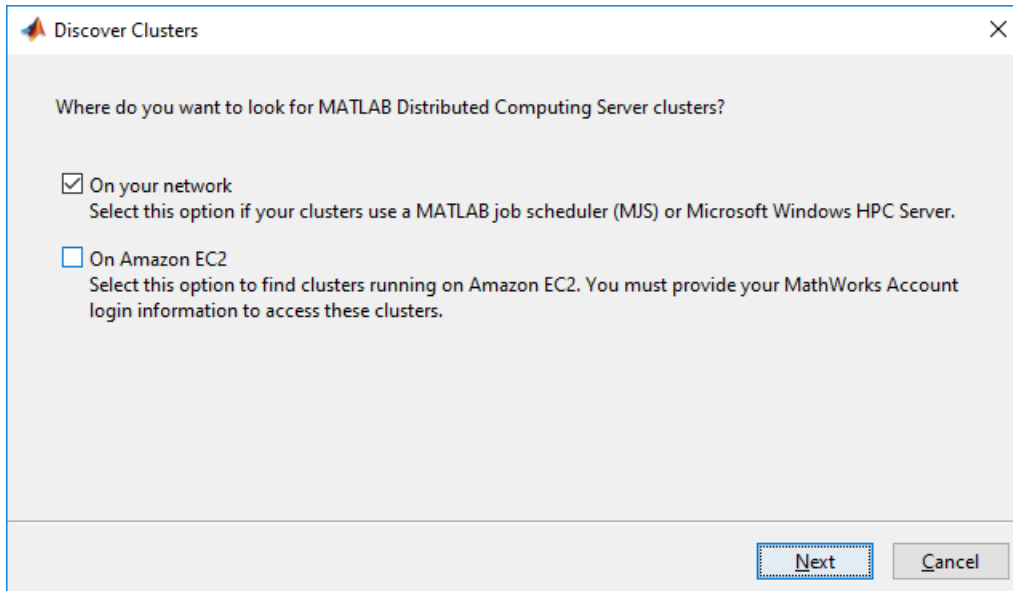 Discover Clusters
Where do you want to look for MATLAB Distributed Computing Server clusters?
On your network
Select this option if your clusters use a MATLAB job scheduler (MJS) or Microsoft Windows HPC Server.
On Amazon EC2
Select this option to find clusters running on Amazon EC2. You must provide your MathWorks Account
login information to access these clusters.
Next
Cancel